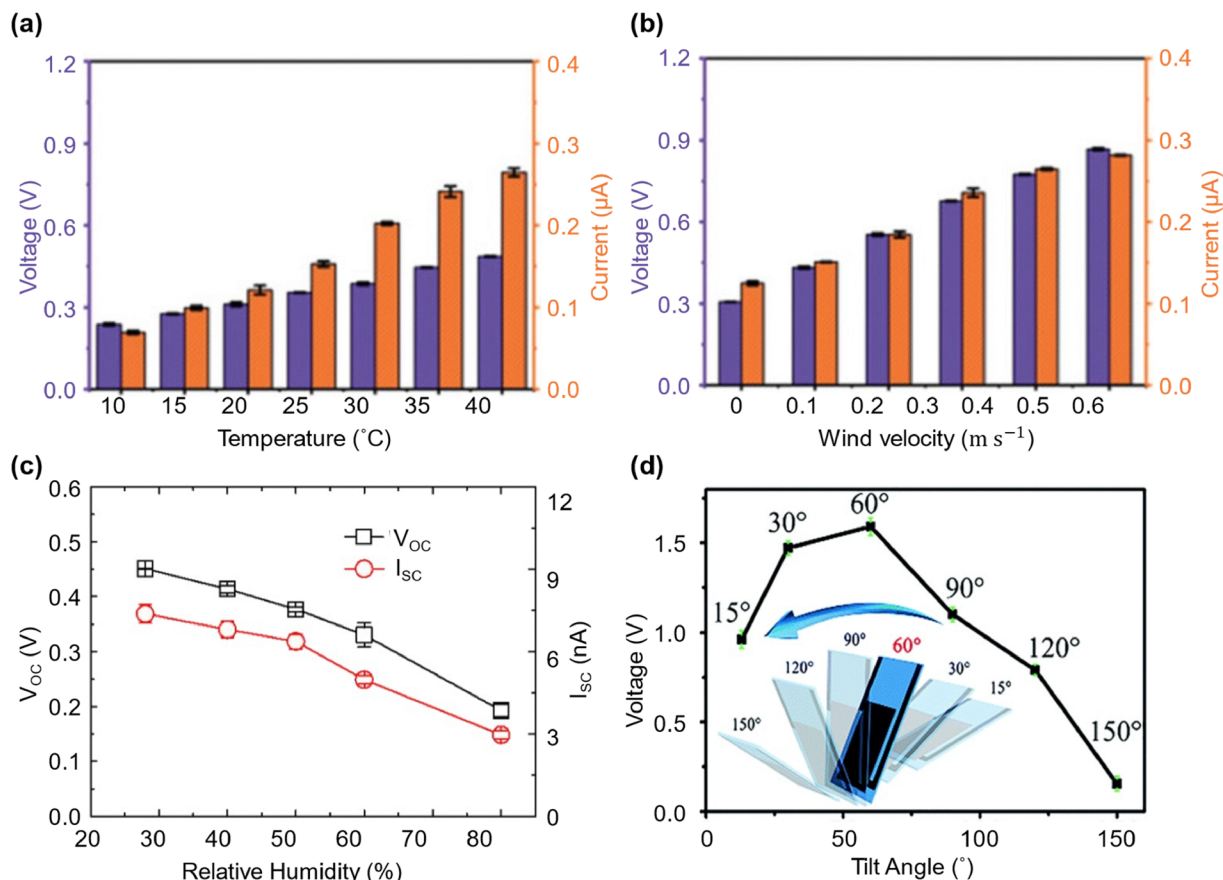 (a)
1.2
0.9
0.6
0.3
0.0
Voltage (V)
0.4
0.3
0.2
0.1
0.0
Current (µA)
10 15 20 25 30 35 40
Temperature (˚C)
(b)
1.2
0.9
0.6
0.3
0.0
Voltage (V)
0.4
0.3
0.2
0.1
0.0
Current (µA)
0 0.1 0.2 0.3 0.4 0.5 0.6
Wind velocity (m s−1)
(c)
0.6
0.5
0.4
0.3
0.2
0.1
0.0
VOC (V)
12
9
6
3
0
ISC (nA)
VOC
ISC
20 30 40 50 60 70 80
Relative Humidity (%)
(d)
1.5
1.0
1.5
0.0
Voltage (V)
15°
30°
60°
90°
120°
150°
150°
120°
90°
60°
30°
15°
0 50 100 150
Tilt Angle (˚)